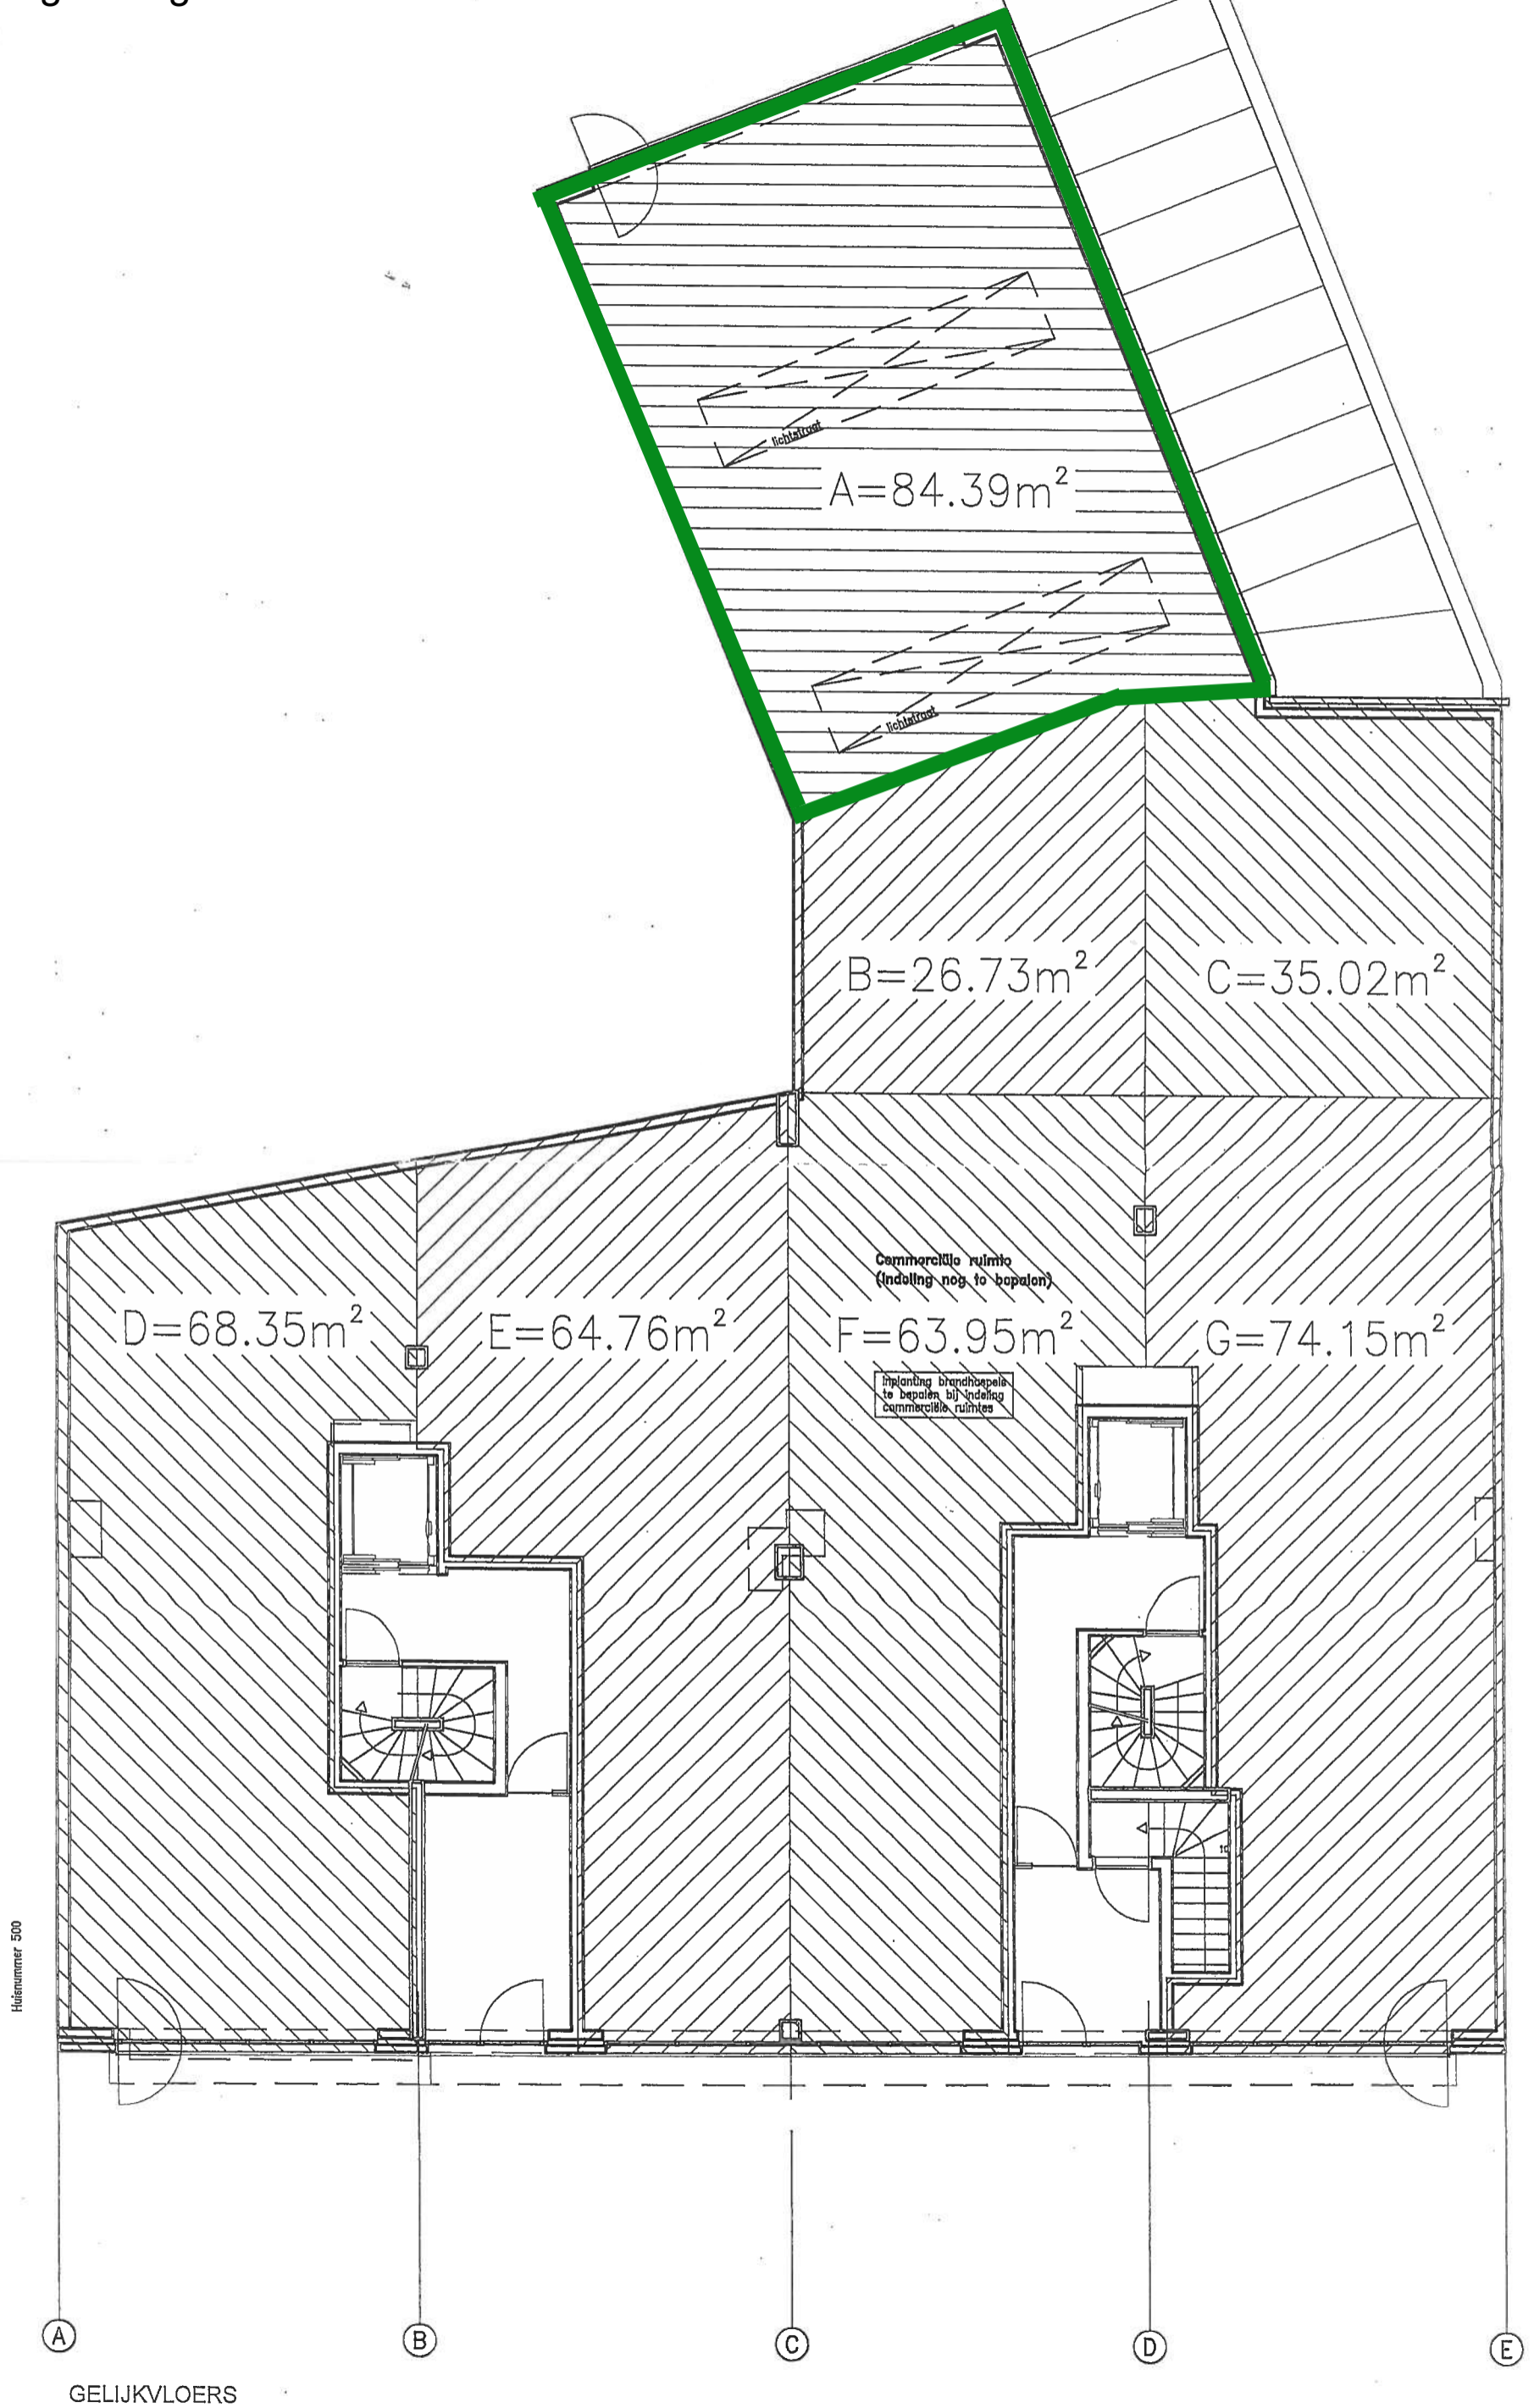 lichtstraat
A=84.39m²
lichtstraat
B=26.73m²
C=35.02m²
Commerciële ruimte
(indeling nog te bepalen)
D=68.35m²
E=64.76m²
F=63.95m²
G=74.15m²
Inplanting brandhaspels
te bepalen bij indeling
commerciële ruimtes
Huisnummer 500
A
B
C
D
E
GELIJKVLOERS